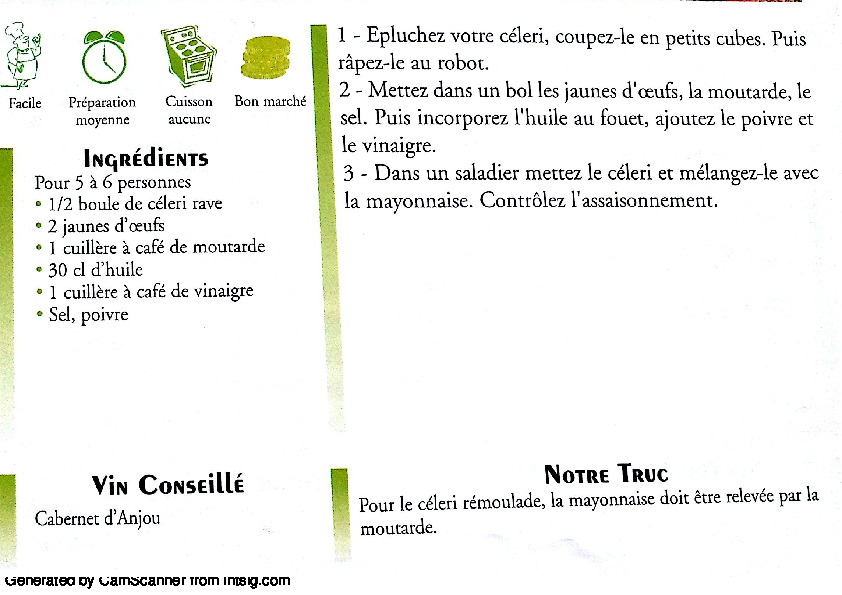 Facile
Préparation
moyenne
Cuisson
aucune
Bon marché
Ingrédients
Pour 5 à 6 personnes
• 1/2 boule de céleri rave
• 2 jaunes d'œufs
• 1 cuillère à café de moutarde
• 30 cl d'huile
• 1 cuillère à café de vinaigre
• Sel, poivre
1 - Epluchez votre céleri, coupez-le en petits cubes. Puis
râpez-le au robot.
2 - Mettez dans un bol les jaunes d'œufs, la moutarde, le
sel. Puis incorporez l'huile au fouet, ajoutez le poivre et
le vinaigre.
3 - Dans un saladier mettez le céleri et mélangez-le avec
la mayonnaise. Contrôlez l'assaisonnement.
Vin Conseillé
Cabernet d'Anjou
Notre Truc
Pour le céleri rémoulade, la mayonnaise doit être relevée par la
moutarde.
Generated by CamScanner from intsig.com